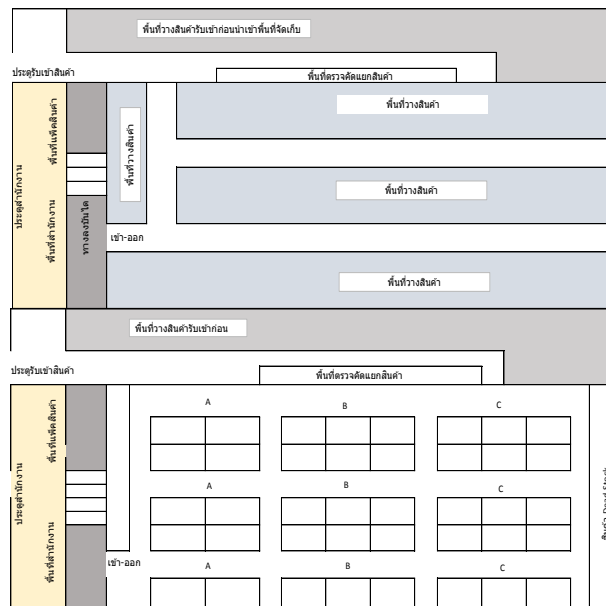 พื้นที่วางสินค้ารับเข้าก่อนนำเข้าพื้นที่จัดเก็บ
ประตูรับเข้าสินค้า
พื้นที่ตรวจคัดแยกสินค้า
พื้นที่วางสินค้า
พื้นที่แพ็คสินค้า
พื้นที่วางสินค้า
ประตูสำนักงาน
พื้นที่วางสินค้า
พื้นที่สำนักงาน
ทางลงบันได
เข้า-ออก
พื้นที่วางสินค้า
พื้นที่วางสินค้ารับเข้าก่อน
ประตูรับเข้าสินค้า
พื้นที่ตรวจคัดแยกสินค้า
A
B
C
พื้นที่แพ็คสินค้า
ประตูสำนักงาน
A
B
C
สินค้า Dead Stock
พื้นที่สำนักงาน
เข้า-ออก
A
B
C